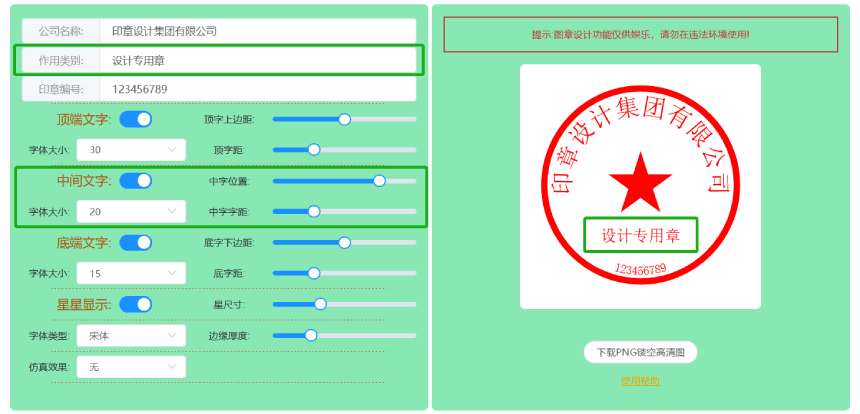 公司名称: 印章设计集团有限公司
作用类别: 设计专用章
印章编号: 123456789
顶端文字: 顶字上边距:
字体大小: 30 顶字距:
中间文字: 中字位置:
字体大小: 20 中字字距:
底端文字: 底字下边距:
字体大小: 15 底字距:
星星显示: 星尺寸:
字体类型: 宋体 边缘厚度:
仿真效果: 无
提示:图章设计功能仅供娱乐，请勿在违法环境使用!
印章设计集团有限公司
设计专用章
123456789
下载PNG镂空高清图
使用帮助